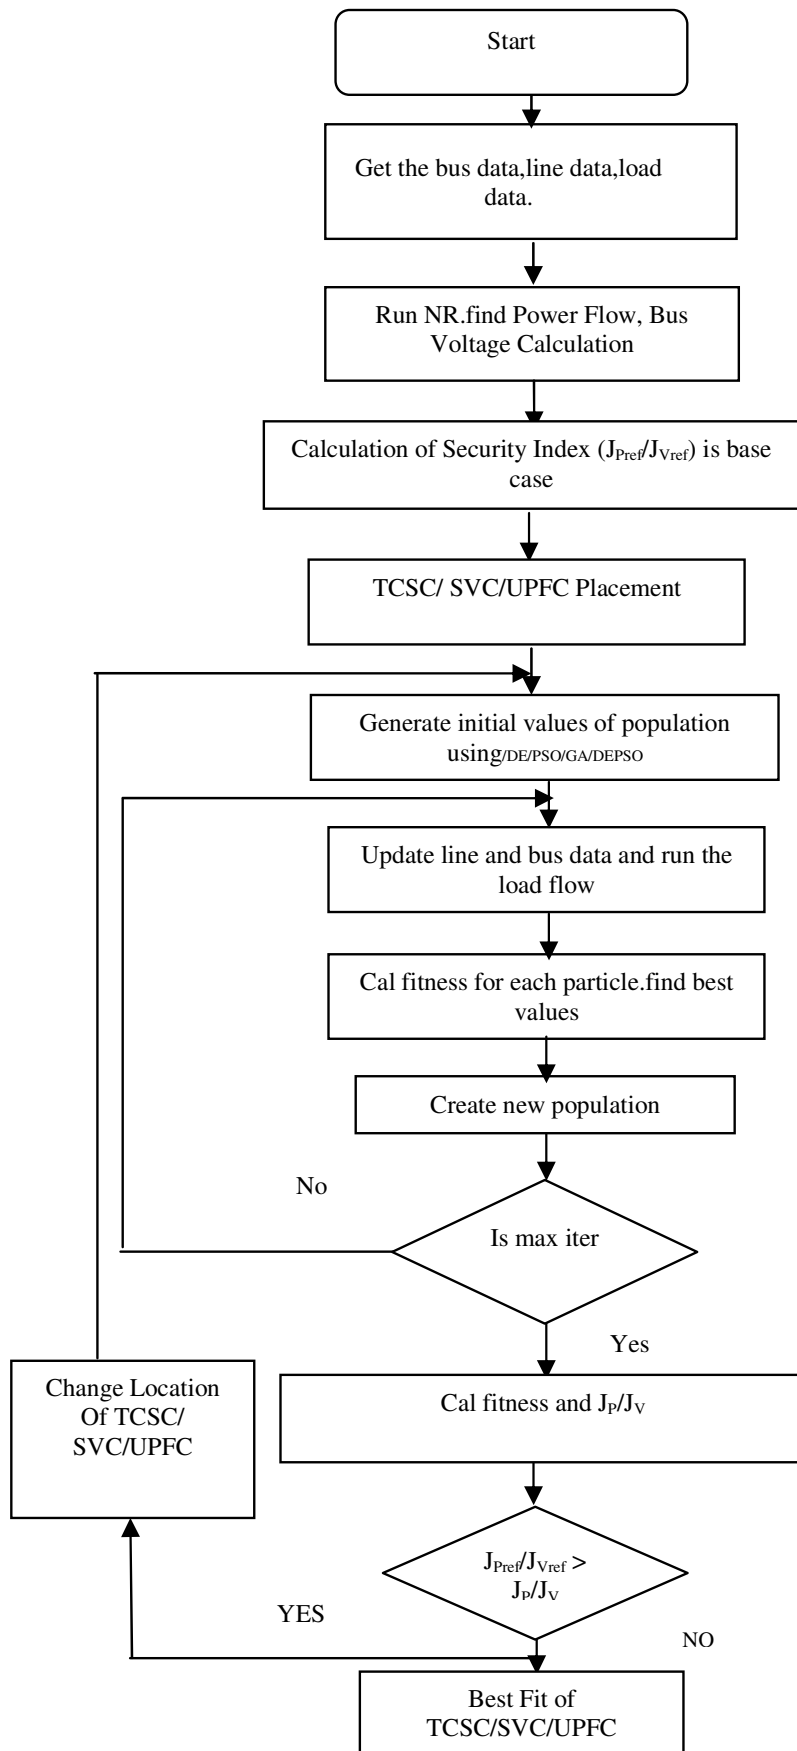 Start
Get the bus data,line data,load
data.
Run NR.find Power Flow, Bus
Voltage Calculation
Calculation of Security Index (JPref/JVref) is base
case
TCSC/ SVC/UPFC Placement
Generate initial values of population
using/DE/PSO/GA/DEPSO
Update line and bus data and run the
load flow
Cal fitness for each particle.find best
values
Create new population
No
Is max iter
Yes
Change Location
Of TCSC/
SVC/UPFC
Cal fitness and JP/JV
JPref/JVref >
JP/JV
YES
NO
Best Fit of
TCSC/SVC/UPFC